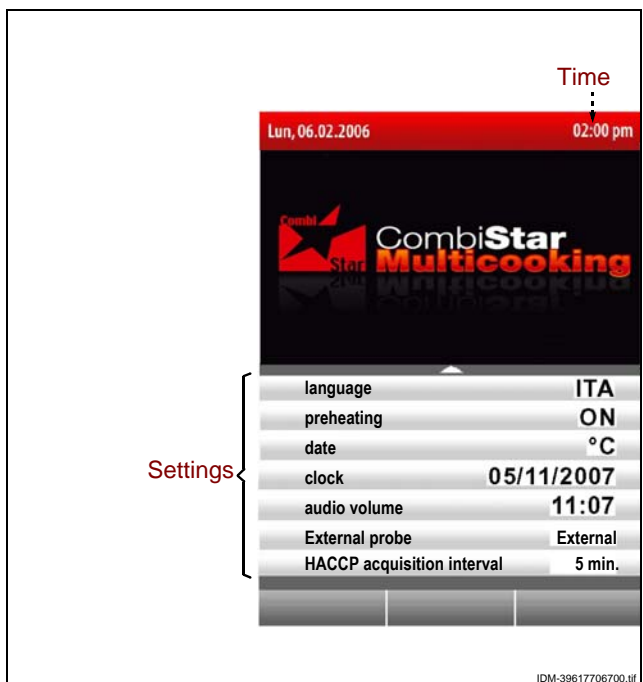 Time
Lun, 06.02.2006 02:00 pm
Combi
Star
CombiStar
Multicooking
Settings
language ITA
preheating ON
date °C
clock 05/11/2007
audio volume 11:07
External probe External
HACCP acquisition interval 5 min.
IDM-39617706700.tif